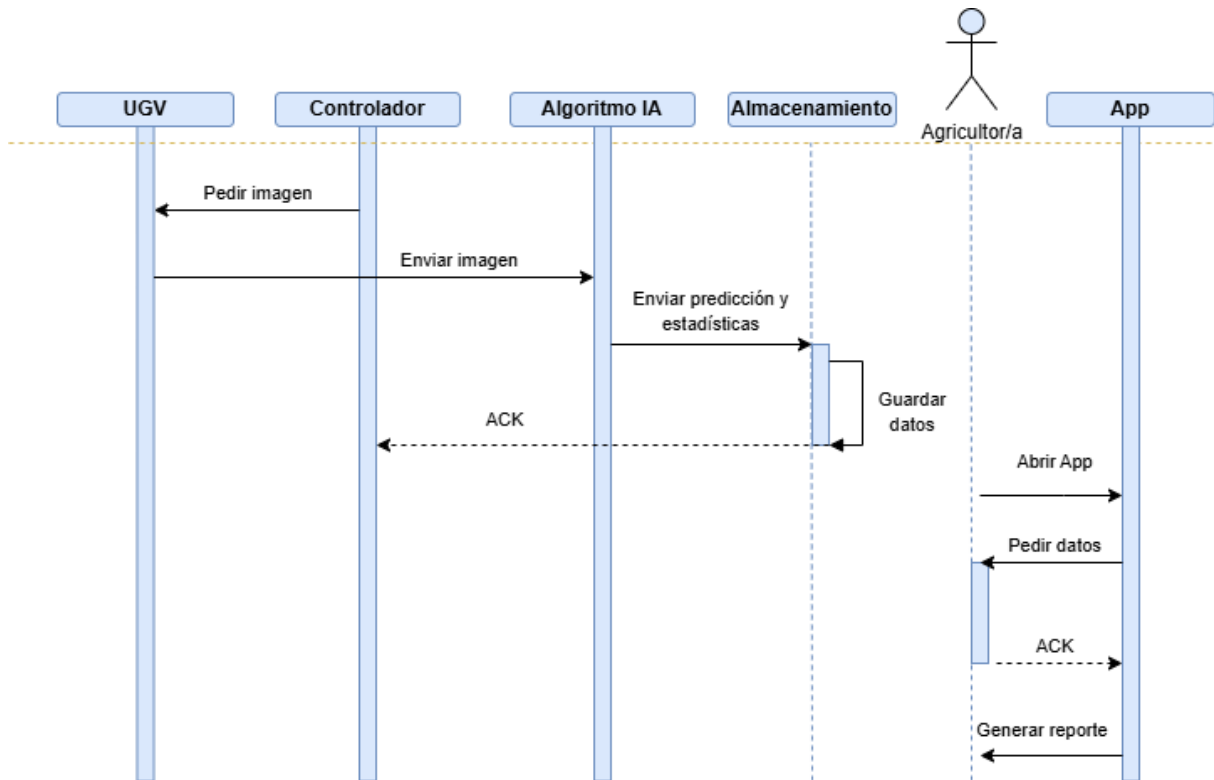 UGV
Controlador
Algoritmo IA
Almacenamiento
Agricultor/a
App
Pedir imagen
Enviar imagen
Enviar predicción y
estadísticas
Guardar
datos
ACK
Abrir App
Pedir datos
ACK
Generar reporte